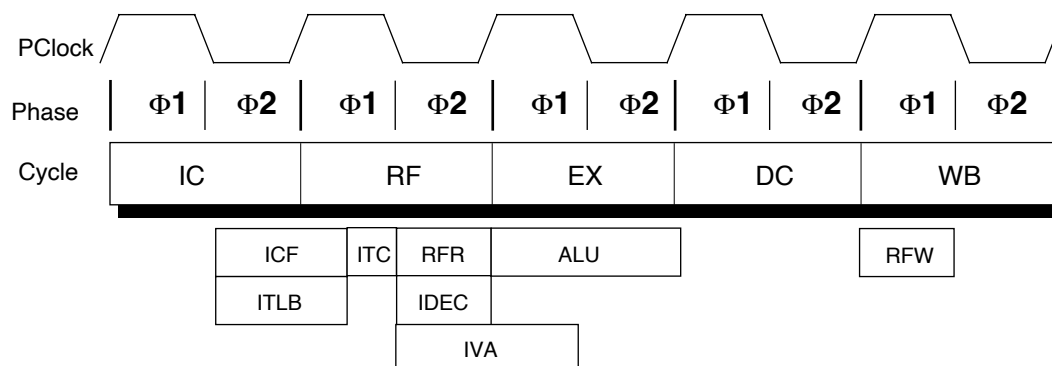 PClock
Phase Φ1 Φ2 Φ1 Φ2 Φ1 Φ2 Φ1 Φ2 Φ1 Φ2
Cycle IC RF EX DC WB
ICF ITC RFR ALU RFW
ITLB IDEC
IVA